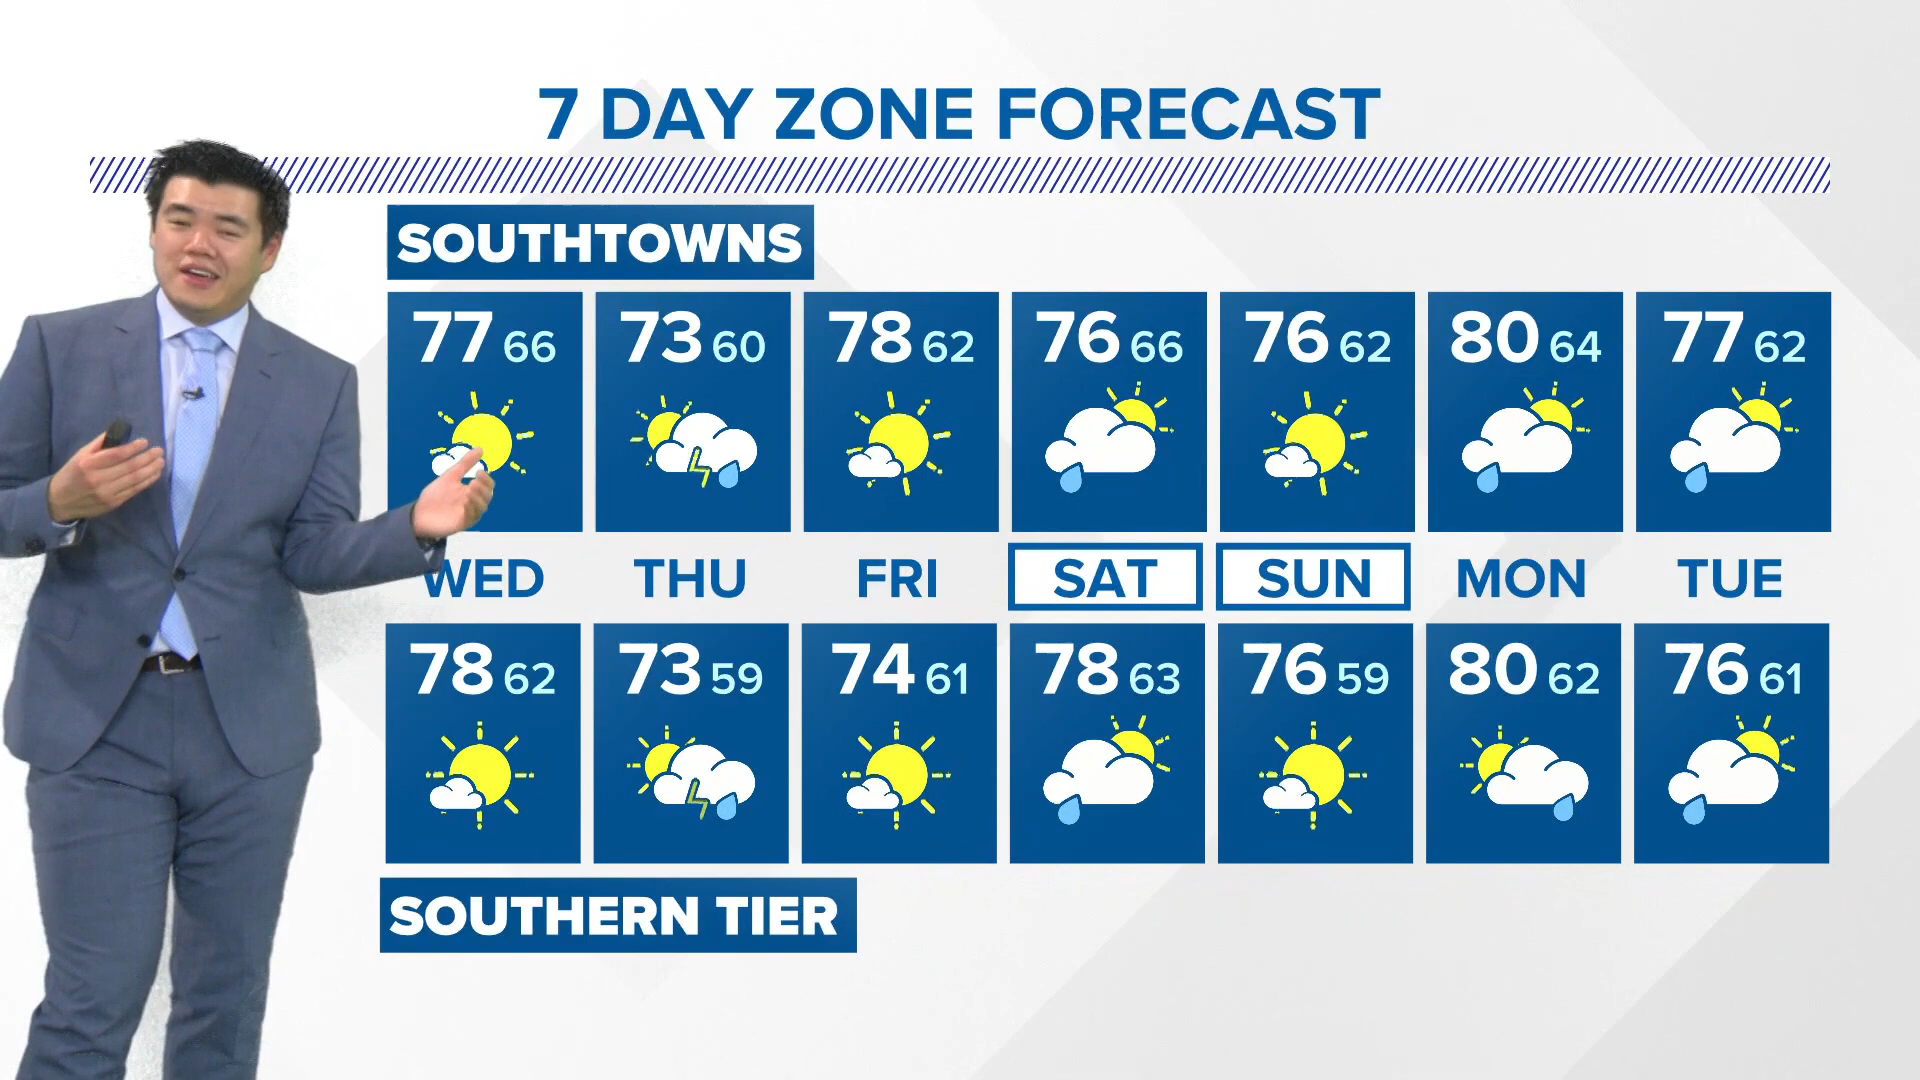 7 DAY ZONE FORECAST
SOUTHTOWNS
77 66 73 60 78 62 76 66 76 62 80 64 77 62
WED THU FRI SAT SUN MON TUE
78 62 73 59 74 61 78 63 76 59 80 62 76 61
SOUTHERN TIER